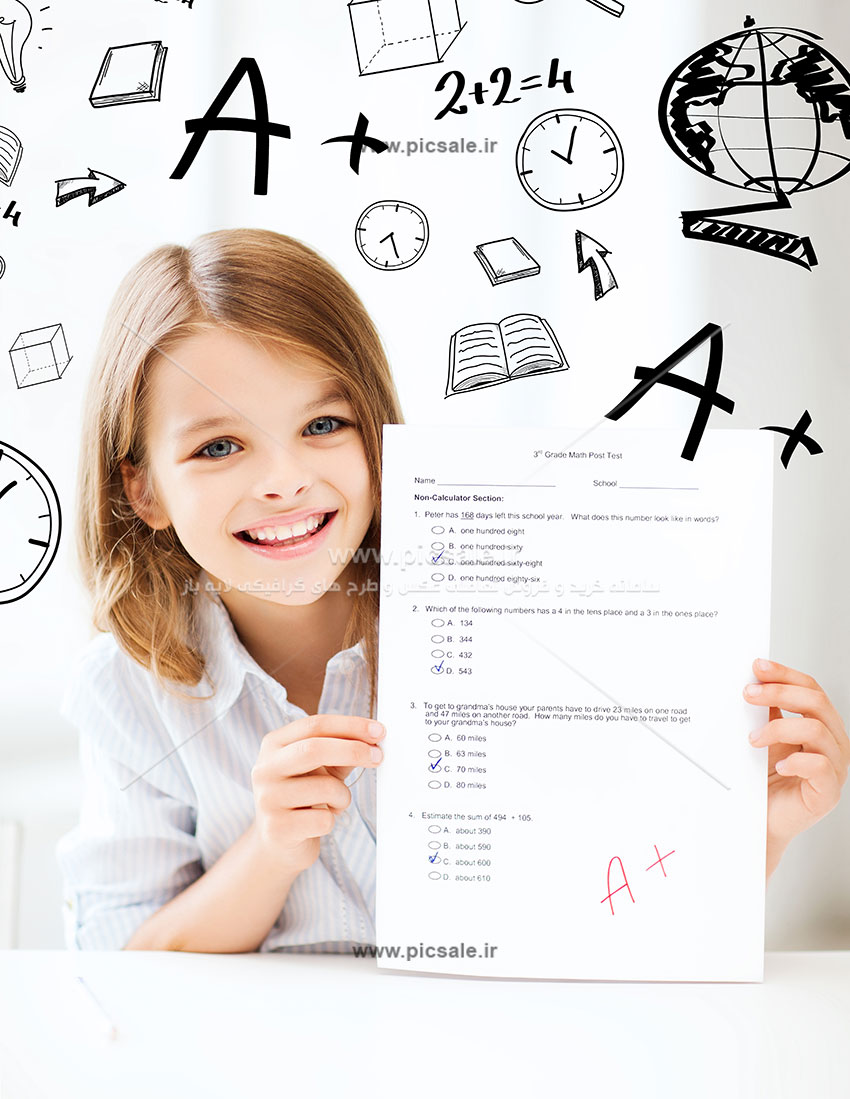 A +
2+2=4
www.picsale.ir
4
A +
3rd Grade Math Post Test
Name ____________________ School ____________________
Non-Calculator Section:
1. Peter has 168 days left this school year. What does this number look like in words?
A. one hundred eight
B. one hundred sixty
C. one hundred sixty-eight
D. one hundred eighty-six
www.picsale.ir
سامانه خرید و فروش تمامی عکس و طرح های گرافیکی لایه باز
2. Which of the following numbers has a 4 in the tens place and a 3 in the ones place?
A. 134
B. 344
C. 432
D. 543
3. To get to grandma's house your parents have to drive 23 miles on one road
and 47 miles on another road. How many miles do you have to travel to get
to your grandma's house?
A. 60 miles
B. 63 miles
C. 70 miles
D. 80 miles
4. Estimate the sum of 494 + 105.
A. about 390
B. about 590
C. about 600
D. about 610
A +
www.picsale.ir